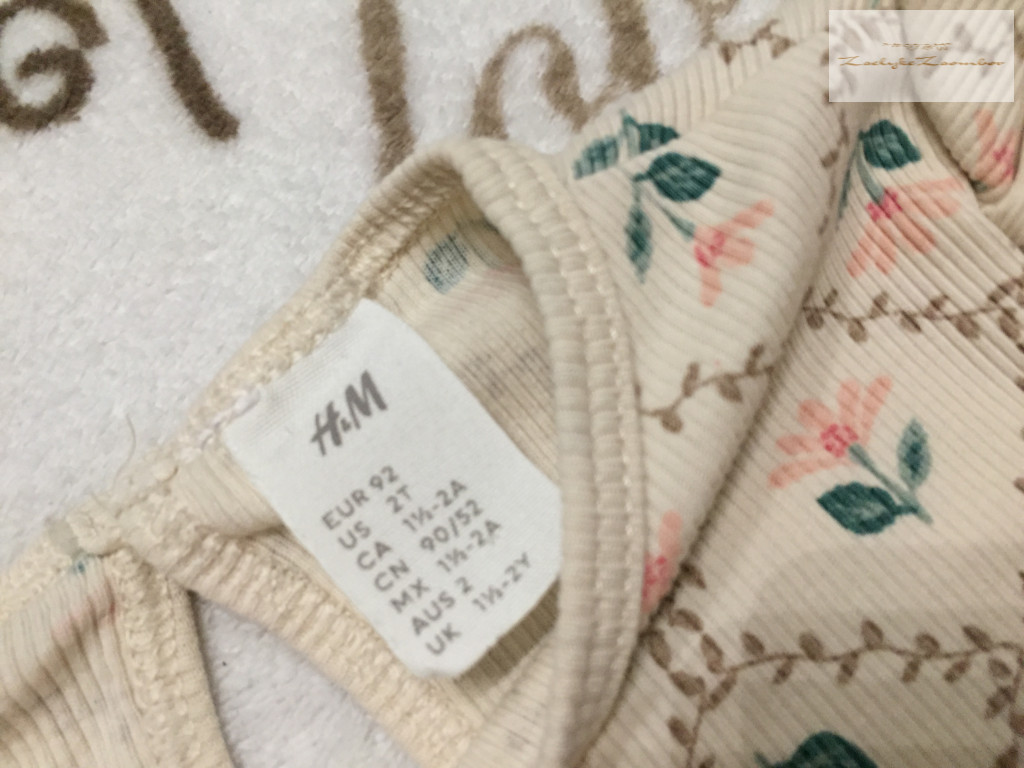 H&M
EUR 92
US 2T
CA 1½-2A
CN 90/52
MX 1½-2A
AUS 2
UK 1½-2Y